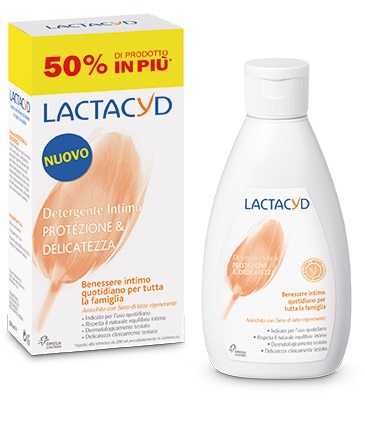 50% DI PRODOTTO
IN PIÙ*
LACTACYD
NUOVO
Detergente Intimo
PROTEZIONE &
DELICATEZZA
Benessere intimo
quotidiano per tutta
la famiglia
Arricchito con Siero di latte rigenerante
• Indicato per l'uso quotidiano
• Rispetta il naturale equilibrio intimo
• Dermatologicamente testato
• Delicatezza clinicamente testata
OMEGA
LACTACYD
Detergente Intimo
PROTEZIONE
& DELICATEZZA
Benessere intimo
quotidiano per
tutta la famiglia
Arricchito con Siero di latte rigenerante
• Indicato per l'uso quotidiano
• Rispetta il naturale equilibrio intimo
• Dermatologicamente testato
• Delicatezza clinicamente testata